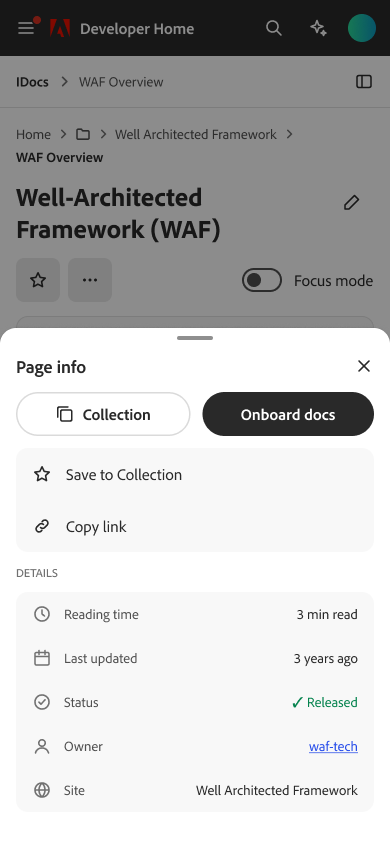 Developer Home
IDocs > WAF Overview
Home > > Well Architected Framework >
WAF Overview
Well-Architected
Framework (WAF)
Focus mode
Page info
Collection
Onboard docs
Save to Collection
Copy link
DETAILS
Reading time 3 min read
Last updated 3 years ago
Status ✓ Released
Owner waf-tech
Site Well Architected Framework